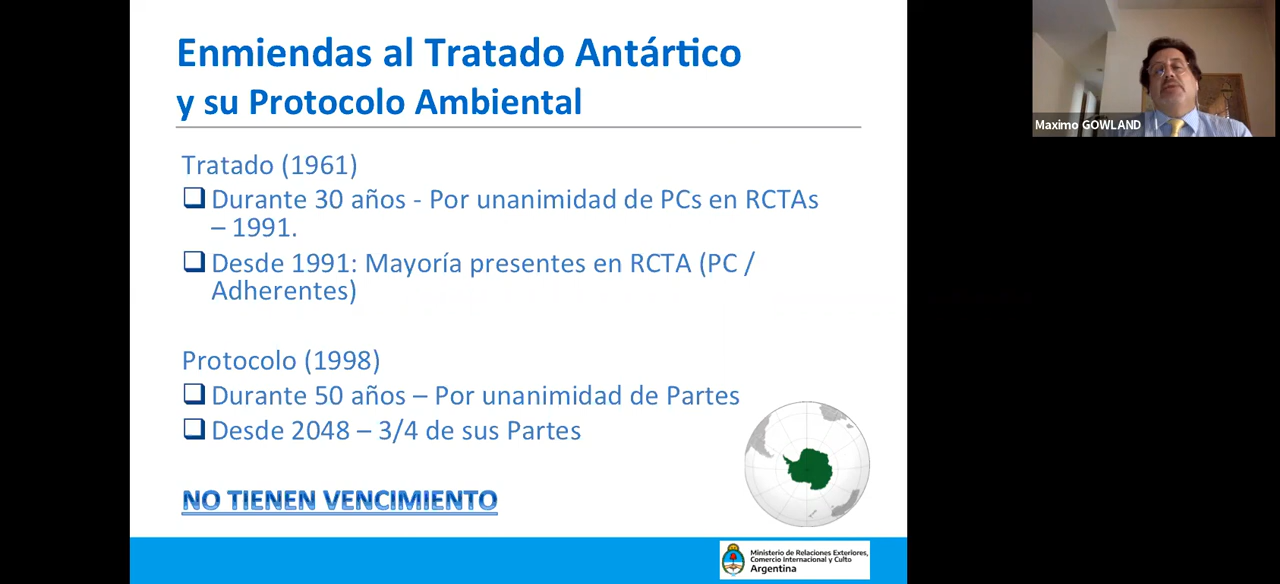 Enmiendas al Tratado Antártico
y su Protocolo Ambiental
Tratado (1961)
Durante 30 años - Por unanimidad de PCs en RCTAs
– 1991.
Desde 1991: Mayoría presentes en RCTA (PC /
Adherentes)
Protocolo (1998)
Durante 50 años – Por unanimidad de Partes
Desde 2048 – 3/4 de sus Partes
NO TIENEN VENCIMIENTO
Ministerio de Relaciones Exteriores,
Comercio Internacional y Culto
Argentina
Maximo GOWLAND